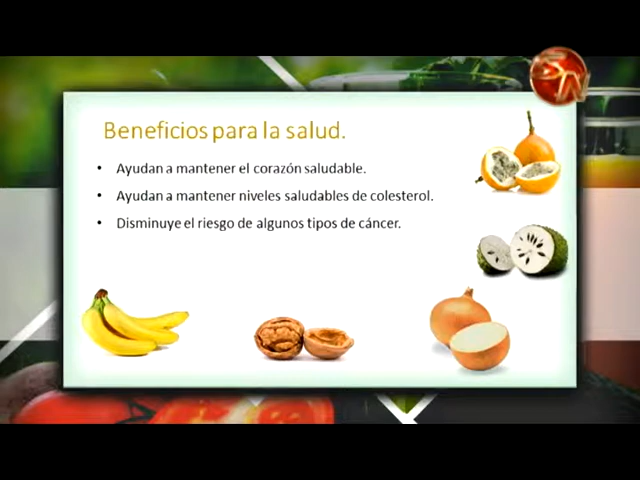 Beneficios para la salud.
• Ayudan a mantener el corazón saludable.
• Ayudan a mantener niveles saludables de colesterol.
• Disminuye el riesgo de algunos tipos de cáncer.